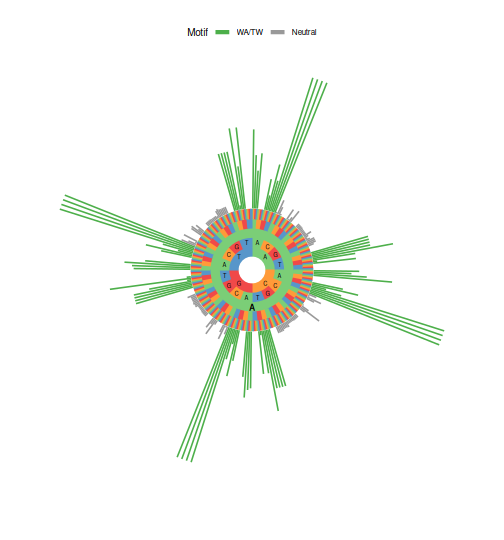 Motif WA/TW Neutral
T A
G C
C T A G
A T
T A
G G C C
C G
A T
A